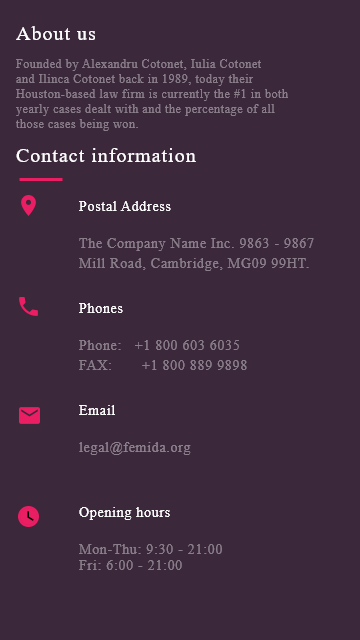 About us
Founded by Alexandru Cotonet, Iulia Cotonet
and Ilinca Cotonet back in 1989, today their
Houston-based law firm is currently the #1 in both
yearly cases dealt with and the percentage of all
those cases being won.
Contact information
Postal Address
The Company Name Inc. 9863 - 9867
Mill Road, Cambridge, MG09 99HT.
Phones
Phone: +1 800 603 6035
FAX: +1 800 889 9898
Email
legal@femida.org
Opening hours
Mon-Thu: 9:30 - 21:00
Fri: 6:00 - 21:00